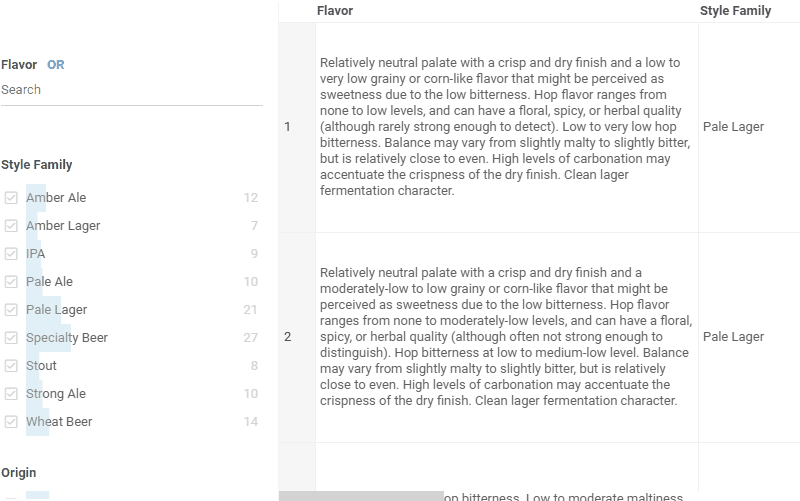 Flavor OR
Search
Style Family
Amber Ale 12
Amber Lager 7
IPA 9
Pale Ale 10
Pale Lager 21
Specialty Beer 27
Stout 8
Strong Ale 10
Wheat Beer 14
Origin
Flavor Style Family
1
Relatively neutral palate with a crisp and dry finish and a low to
very low grainy or corn-like flavor that might be perceived as
sweetness due to the low bitterness. Hop flavor ranges from
none to low levels, and can have a floral, spicy, or herbal quality
(although rarely strong enough to detect). Low to very low hop
bitterness. Balance may vary from slightly malty to slightly bitter,
but is relatively close to even. High levels of carbonation may
accentuate the crispness of the dry finish. Clean lager
fermentation character.
Pale Lager
2
Relatively neutral palate with a crisp and dry finish and a
moderately-low to low grainy or corn-like flavor that might be
perceived as sweetness due to the low bitterness. Hop flavor
ranges from none to moderately-low levels, and can have a floral,
spicy, or herbal quality (although often not strong enough to
distinguish). Hop bitterness at low to medium-low level. Balance
may vary from slightly malty to slightly bitter, but is relatively
close to even. High levels of carbonation may accentuate the
crispness of the dry finish. Clean lager fermentation character.
Pale Lager
bitterness. Low to moderate maltiness